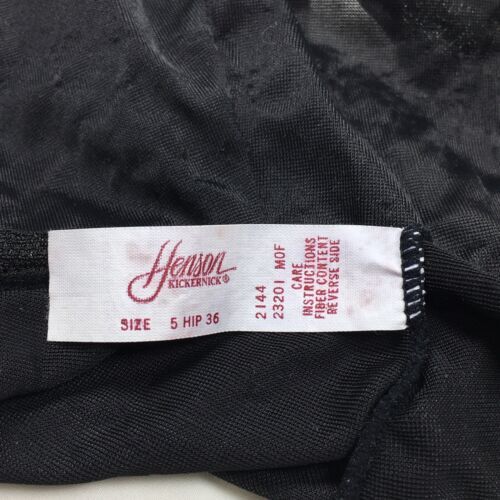 Henson
KICKERNICK®
SIZE 5 HIP 36
2144
23201 MOF
CARE
INSTRUCTIONS
FIBER CONTENT
REVERSE SIDE